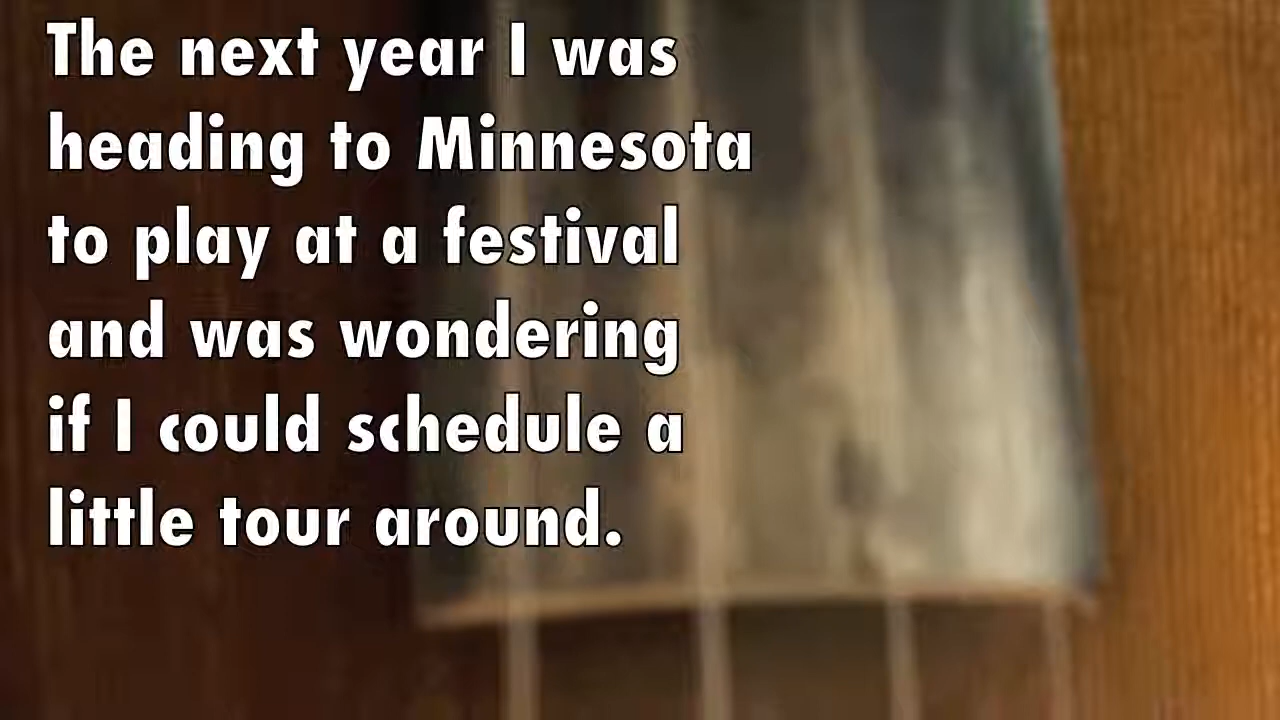 The next year I was
heading to Minnesota
to play at a festival
and was wondering
if I could schedule a
little tour around.